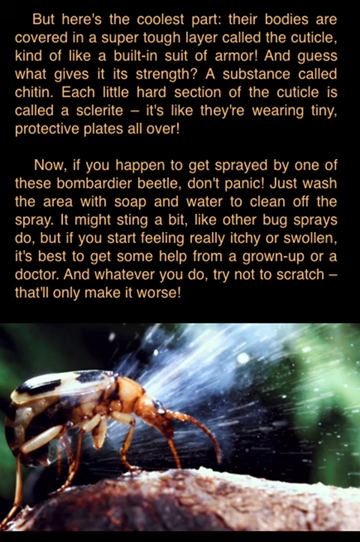 But here's the coolest part: their bodies are
covered in a super tough layer called the cuticle,
kind of like a built-in suit of armor! And guess
what gives it its strength? A substance called
chitin. Each little hard section of the cuticle is
called a sclerite – it's like they're wearing tiny,
protective plates all over!
Now, if you happen to get sprayed by one of
these bombardier beetle, don't panic! Just wash
the area with soap and water to clean off the
spray. It might sting a bit, like other bug sprays
do, but if you start feeling really itchy or swollen,
it's best to get some help from a grown-up or a
doctor. And whatever you do, try not to scratch –
that'll only make it worse!